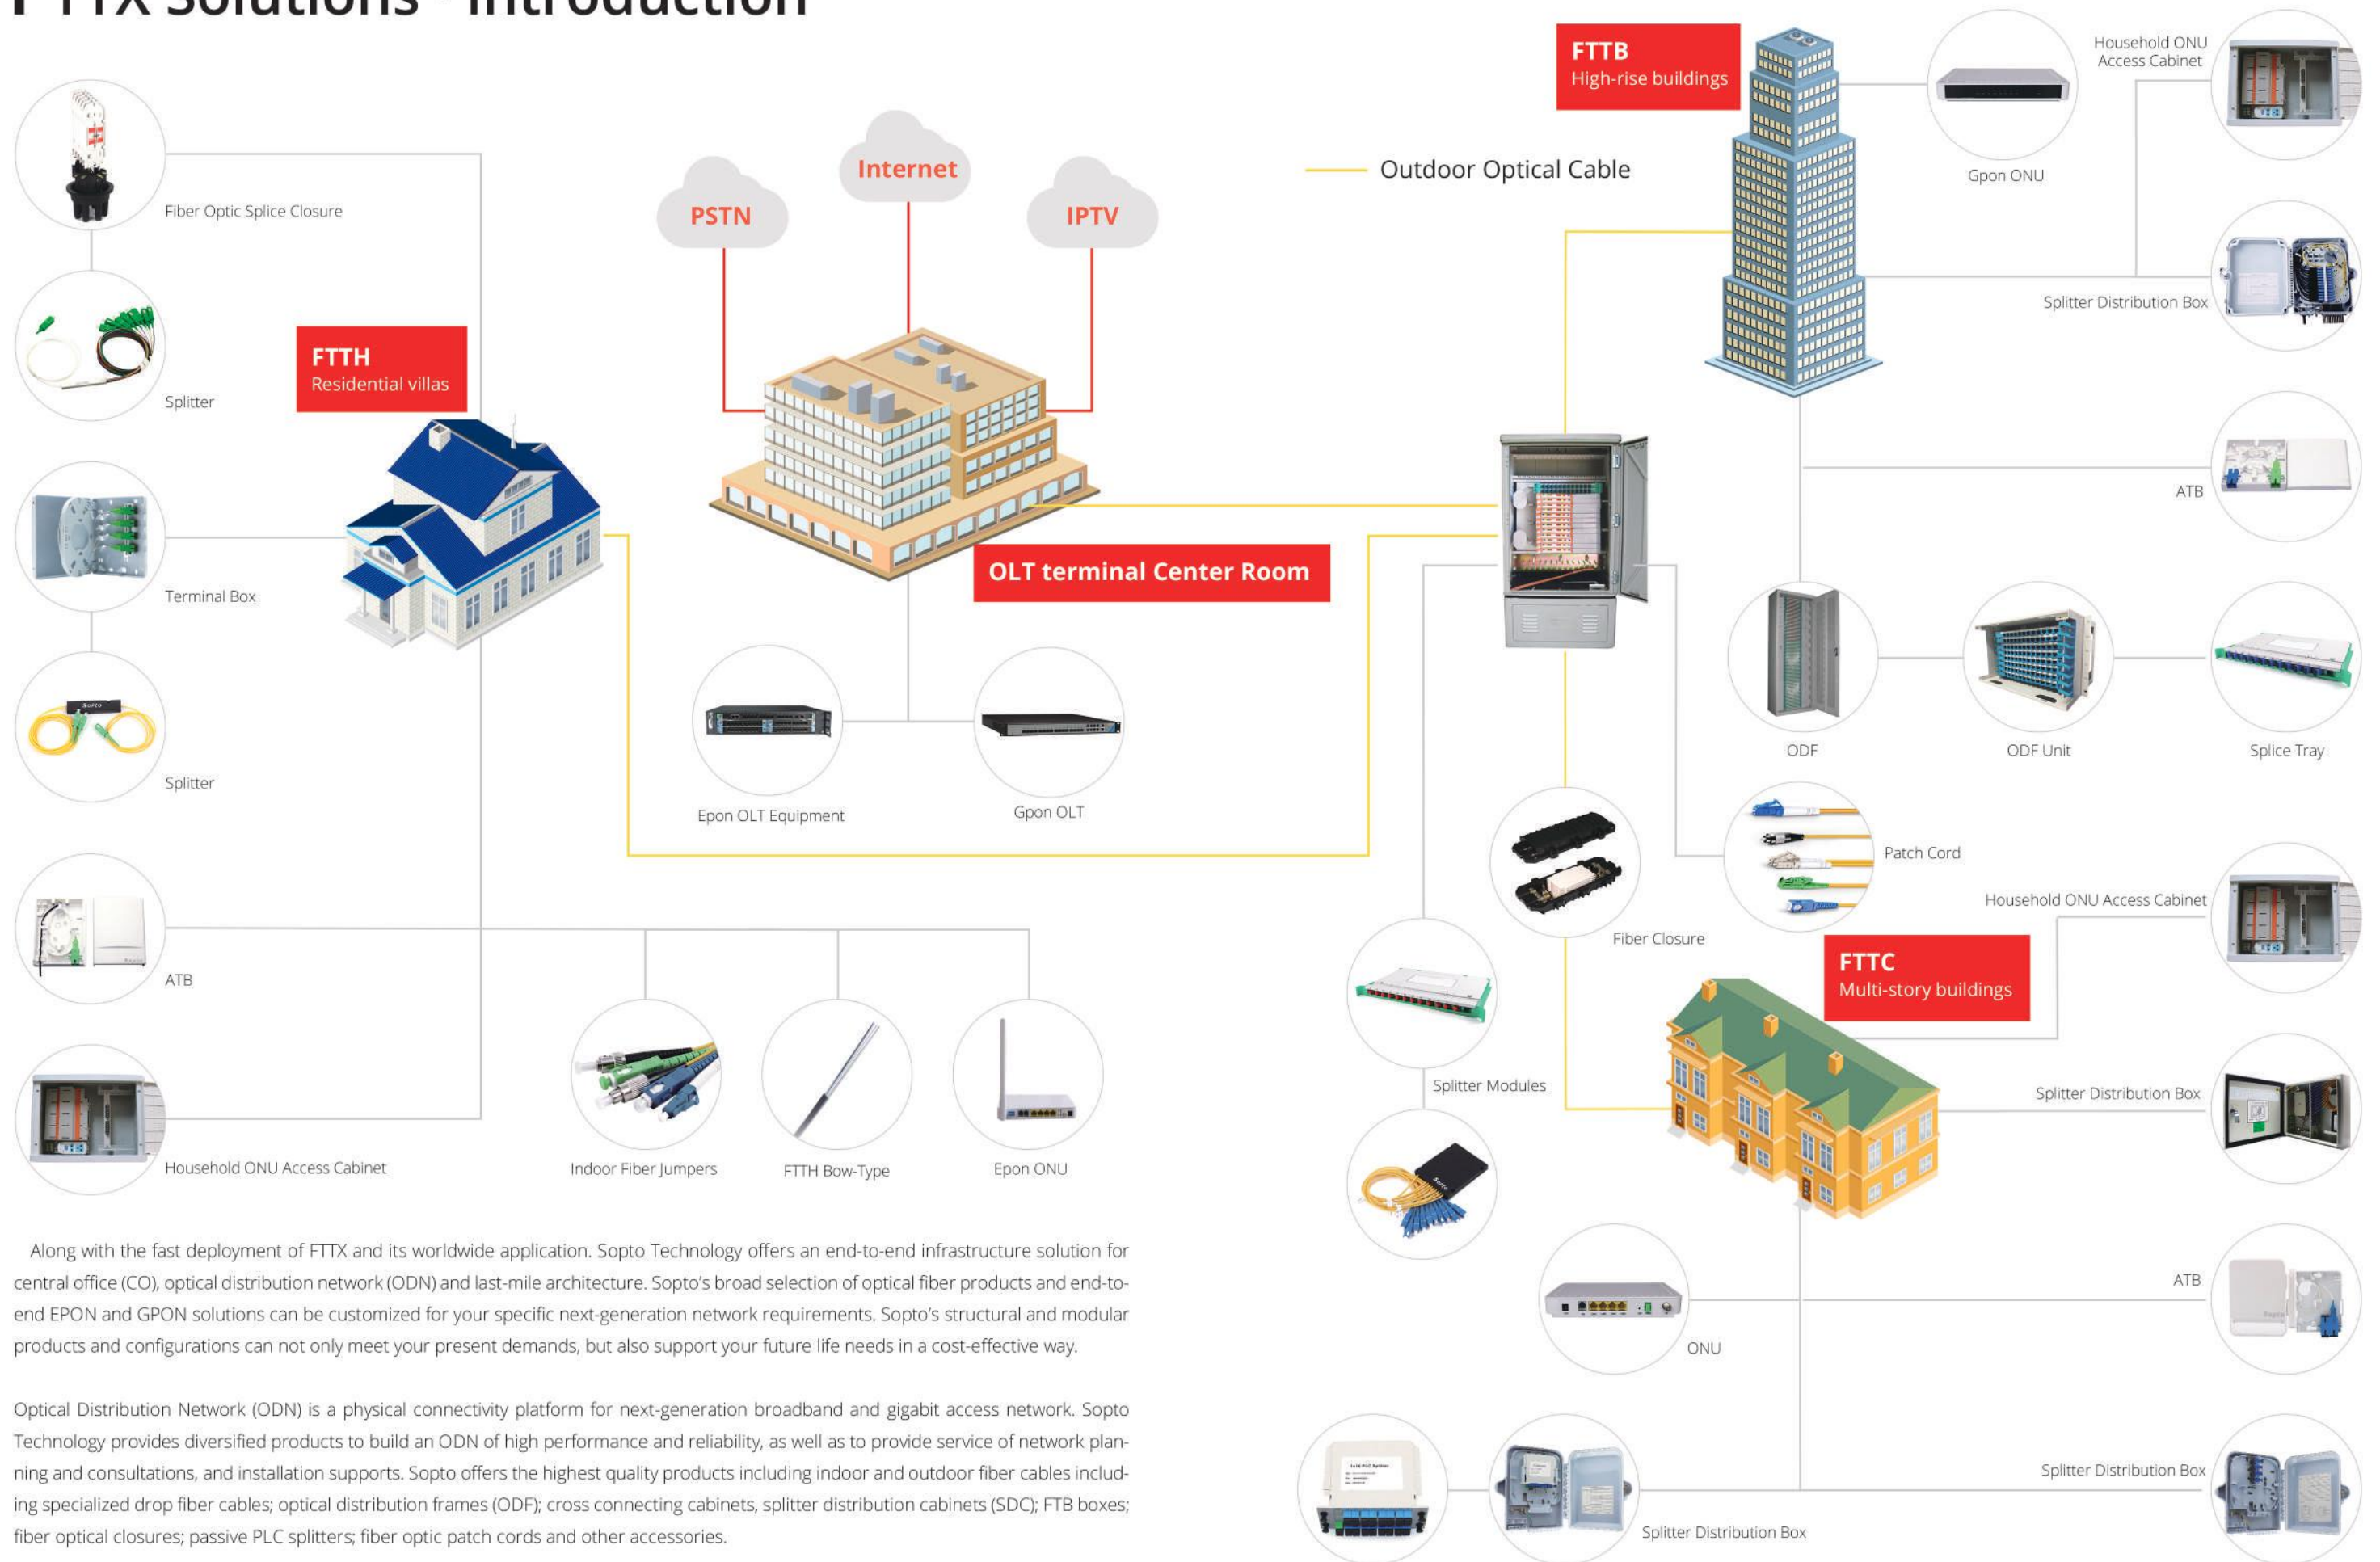 FTTX Solutions - Introduction
FTTB
High-rise buildings
Household ONU
Access Cabinet
Gpon ONU
Internet
PSTN
IPTV
Outdoor Optical Cable
Fiber Optic Splice Closure
Splitter Distribution Box
FTTH
Residential villas
Splitter
ATB
OLT terminal Center Room
Terminal Box
Splitter
Epon OLT Equipment
Gpon OLT
ODF
ODF Unit
Splice Tray
Patch Cord
Fiber Closure
Household ONU Access Cabinet
FTTC
Multi-story buildings
ATB
Splitter Modules
Splitter Distribution Box
Household ONU Access Cabinet
Indoor Fiber Jumpers
FTTH Bow-Type
Epon ONU
ATB
ONU
Splitter Distribution Box
Splitter Distribution Box
Sopto
Sopto
1x16 PLC Splitter
Along with the fast deployment of FTTX and its worldwide application. Sopto Technology offers an end-to-end infrastructure solution for
central office (CO), optical distribution network (ODN) and last-mile architecture. Sopto's broad selection of optical fiber products and end-to-
end EPON and GPON solutions can be customized for your specific next-generation network requirements. Sopto's structural and modular
products and configurations can not only meet your present demands, but also support your future life needs in a cost-effective way.
Optical Distribution Network (ODN) is a physical connectivity platform for next-generation broadband and gigabit access network. Sopto
Technology provides diversified products to build an ODN of high performance and reliability, as well as to provide service of network plan-
ning and consultations, and installation supports. Sopto offers the highest quality products including indoor and outdoor fiber cables includ-
ing specialized drop fiber cables; optical distribution frames (ODF); cross connecting cabinets, splitter distribution cabinets (SDC); FTB boxes;
fiber optical closures; passive PLC splitters; fiber optic patch cords and other accessories.